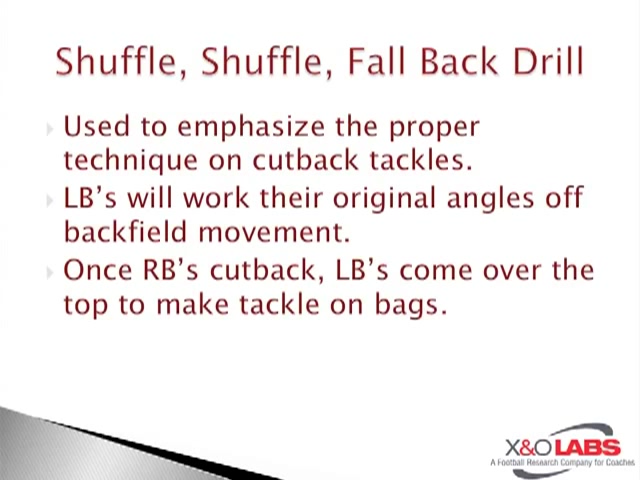 Shuffle, Shuffle, Fall Back Drill
Used to emphasize the proper
technique on cutback tackles.
LB's will work their original angles off
backfield movement.
Once RB's cutback, LB's come over the
top to make tackle on bags.
X&O LABS
A Football Research Company for Coaches